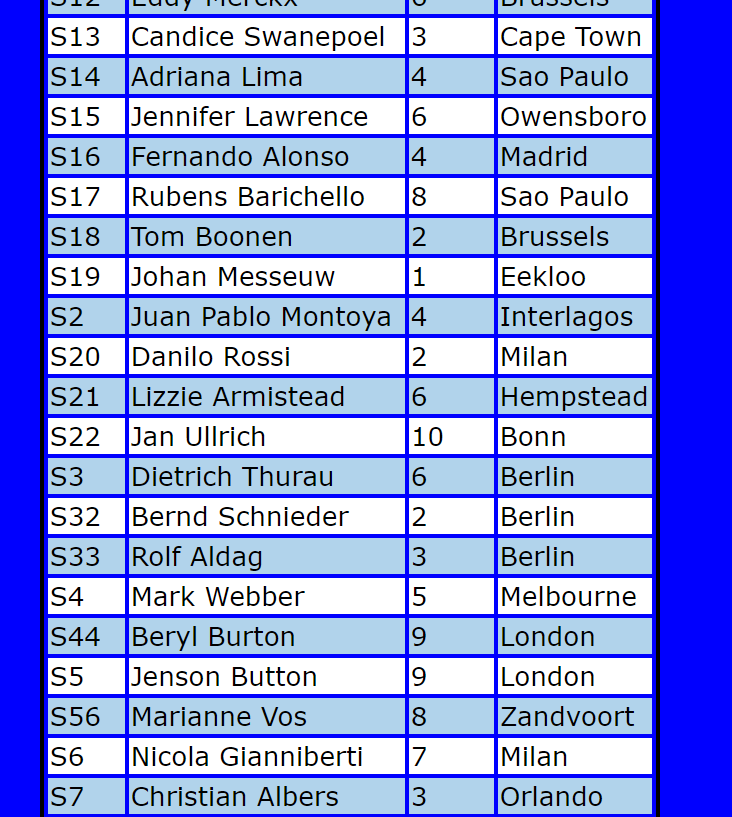 S12 Eddy Merckx 6 Brussels
S13 Candice Swanepoel 3 Cape Town
S14 Adriana Lima 4 Sao Paulo
S15 Jennifer Lawrence 6 Owensboro
S16 Fernando Alonso 4 Madrid
S17 Rubens Barichello 8 Sao Paulo
S18 Tom Boonen 2 Brussels
S19 Johan Messeuw 1 Eekloo
S2 Juan Pablo Montoya 4 Interlagos
S20 Danilo Rossi 2 Milan
S21 Lizzie Armistead 6 Hempstead
S22 Jan Ullrich 10 Bonn
S3 Dietrich Thurau 6 Berlin
S32 Bernd Schnieder 2 Berlin
S33 Rolf Aldag 3 Berlin
S4 Mark Webber 5 Melbourne
S44 Beryl Burton 9 London
S5 Jenson Button 9 London
S56 Marianne Vos 8 Zandvoort
S6 Nicola Gianniberti 7 Milan
S7 Christian Albers 3 Orlando